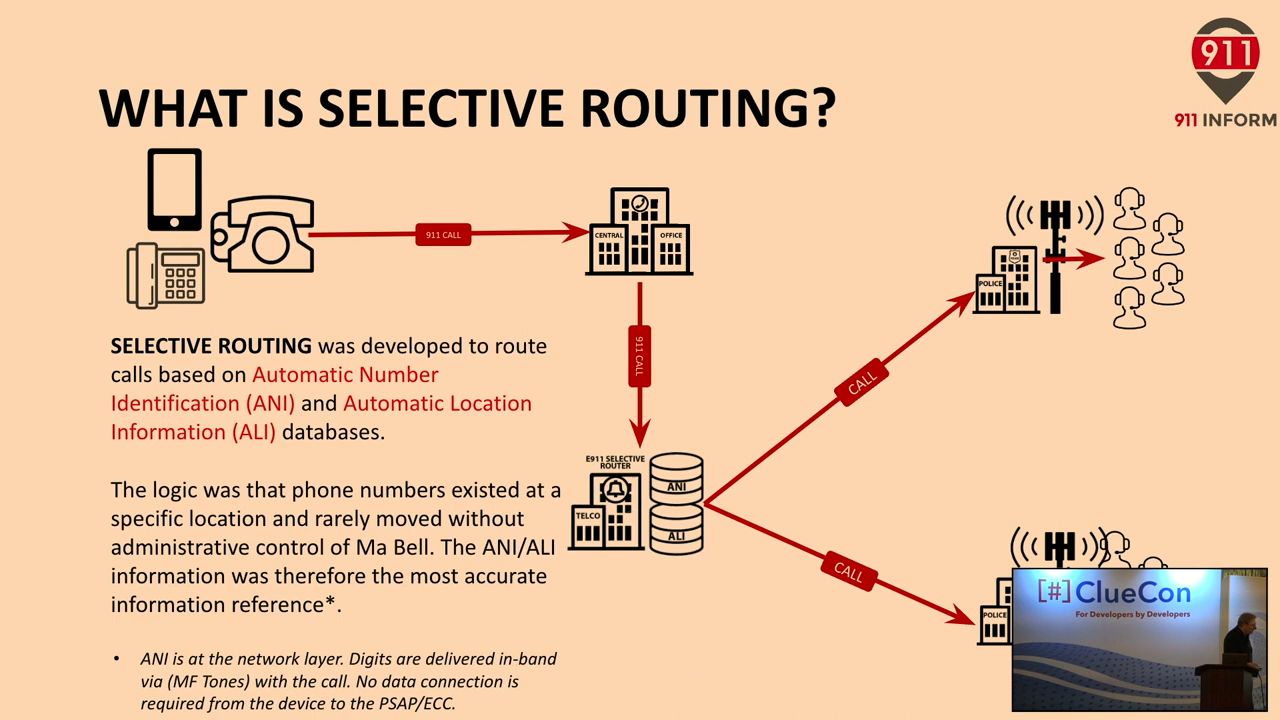 911
911 INFORM
WHAT IS SELECTIVE ROUTING?
911 CALL
CENTRAL
OFFICE
911 CALL
POLICE
CALL
SELECTIVE ROUTING was developed to route
calls based on Automatic Number
Identification (ANI) and Automatic Location
Information (ALI) databases.
The logic was that phone numbers existed at a
specific location and rarely moved without
administrative control of Ma Bell. The ANI/ALI
information was therefore the most accurate
information reference*.
• ANI is at the network layer. Digits are delivered in-band
via (MF Tones) with the call. No data connection is
required from the device to the PSAP/ECC.
E911 SELECTIVE
ROUTER
TELCO
ANI
ALI
CALL
POLICE
[#] ClueCon
For Developers by Developers